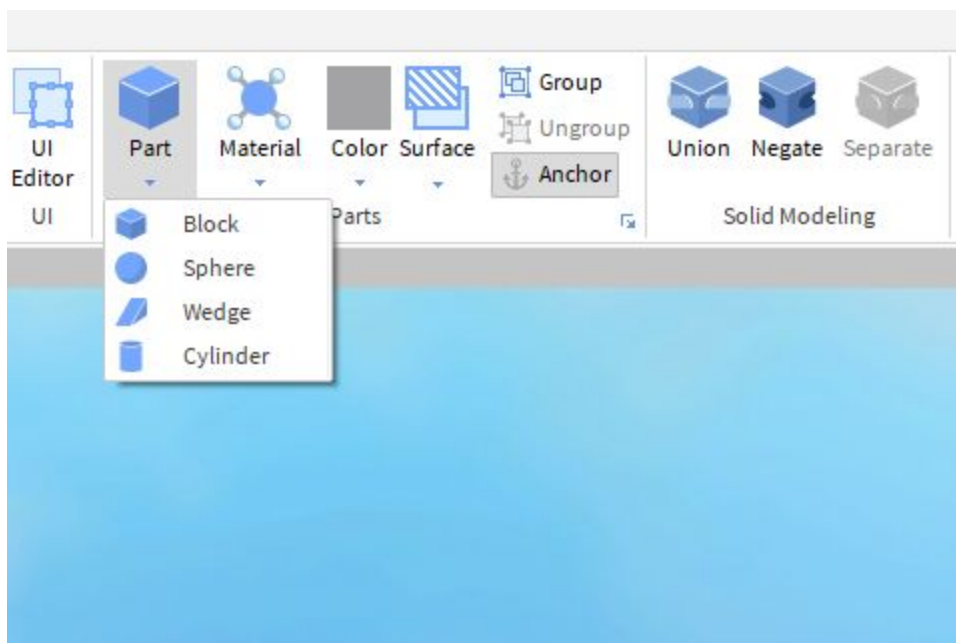 UI
Editor
UI
Part
Material
Color
Surface
Group
Ungroup
Anchor
Parts
Union
Negate
Separate
Solid Modeling
Block
Sphere
Wedge
Cylinder